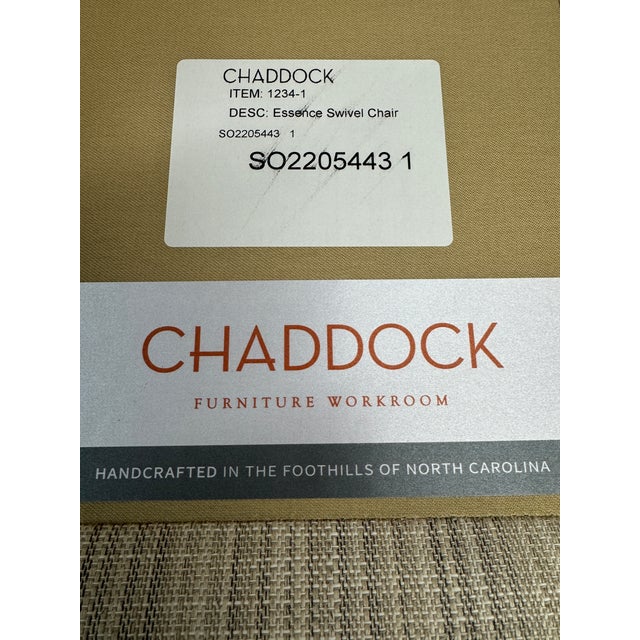 CHADDOCK
ITEM: 1234-1
DESC: Essence Swivel Chair
SO2205443 1
SO2205443 1
CHADDOCK
FURNITURE WORKROOM
HANDCRAFTED IN THE FOOTHILLS OF NORTH CAROLINA